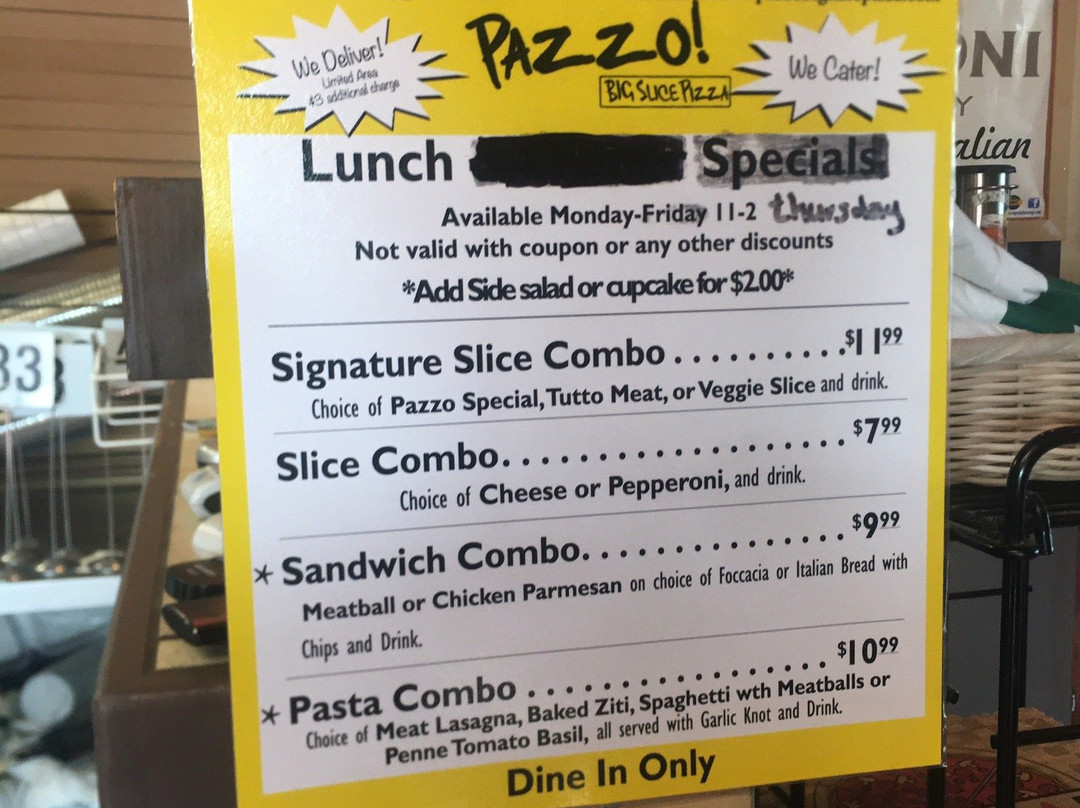 PAZZO!
BIG SLICE PIZZA
We Deliver!
Limited Area
$3 additional charge
We Cater!
Lunch Specials
Available Monday-Friday 11-2 thursday
Not valid with coupon or any other discounts
*Add Side salad or cupcake for $2.00*
Signature Slice Combo..........$11.99
Choice of Pazzo Special, Tutto Meat, or Veggie Slice and drink.
Slice Combo.................$7.99
Choice of Cheese or Pepperoni, and drink.
* Sandwich Combo..............$9.99
Meatball or Chicken Parmesan on choice of Foccacia or Italian Bread with
Chips and Drink.
* Pasta Combo................$10.99
Choice of Meat Lasagna, Baked Ziti, Spaghetti wth Meatballs or
Penne Tomato Basil, all served with Garlic Knot and Drink.
Dine In Only
ONI
Y
alian
33